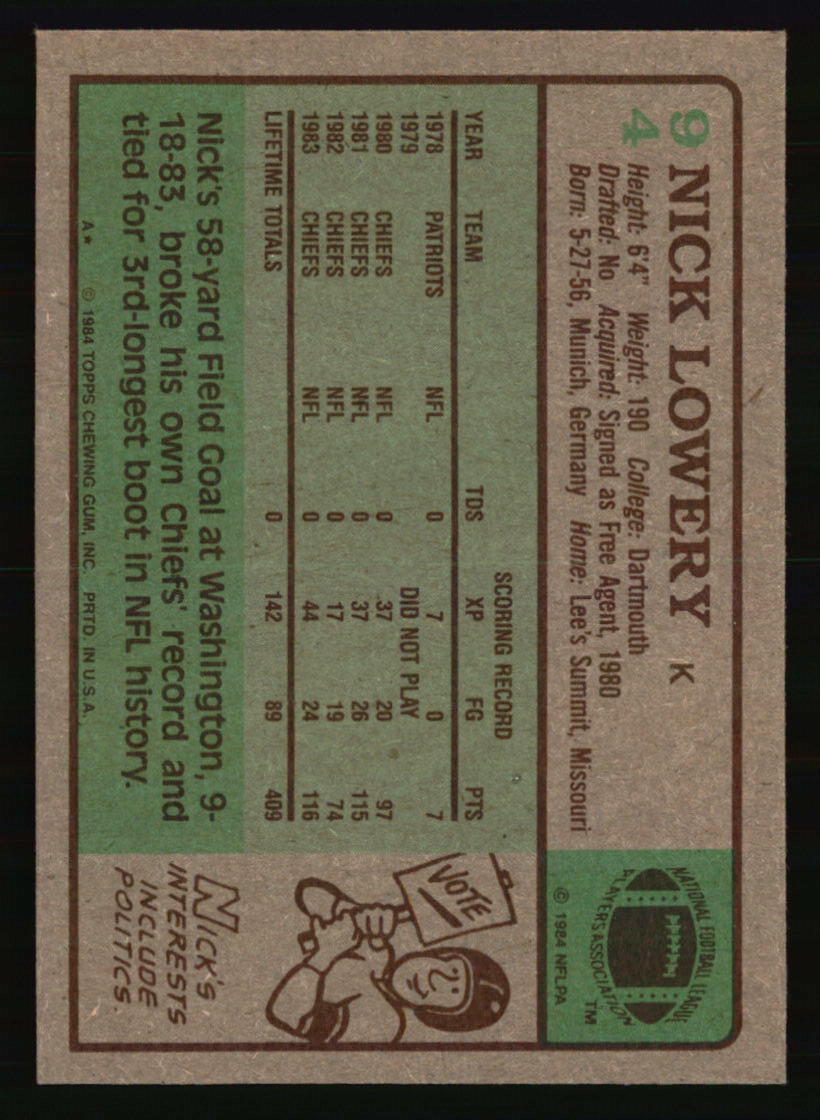 94 NICK LOWERY K
Height: 6'4" Weight: 190 College: Dartmouth
Drafted: No Acquired: Signed as Free Agent, 1980
Born: 5-27-56, Munich, Germany Home: Lee's Summit, Missouri
NATIONAL FOOTBALL LEAGUE
PLAYERS ASSOCIATION
TM
© 1984 NFLPA
SCORING RECORD
YEAR TEAM TDS XP FG PTS
1978 PATRIOTS NFL 0 7 0 7
1979 DID NOT PLAY
1980 CHIEFS NFL 0 37 20 97
1981 CHIEFS NFL 0 37 26 115
1982 CHIEFS NFL 0 17 19 74
1983 CHIEFS NFL 0 44 24 116
LIFETIME TOTALS 0 142 89 409
Nick's 58-yard Field Goal at Washington, 9-
18-83, broke his own Chiefs' record and
tied for 3rd-longest boot in NFL history.
A* © 1984 TOPPS CHEWING GUM, INC. PRTD. IN U.S.A.
VOTE
NICK'S
INTERESTS
INCLUDE
POLITICS.